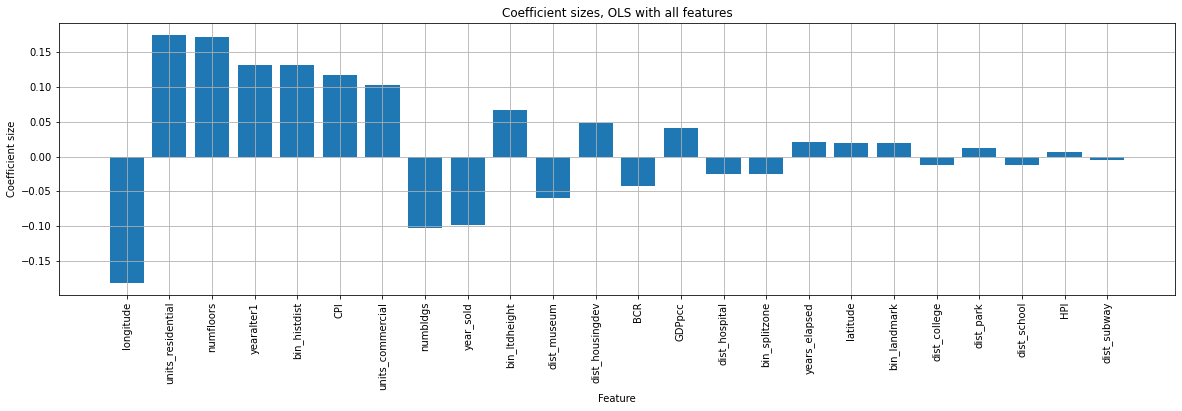 Coefficient sizes, OLS with all features
Coefficient size
0.15
0.10
0.05
0.00
−0.05
−0.10
−0.15
longitude
units_residential
numfloors
yearalter1
bin_histdist
CPI
units_commercial
numbldgs
year_sold
bin_ltdheight
dist_museum
dist_housingdev
BCR
GDPpcc
dist_hospital
bin_splitzone
years_elapsed
latitude
bin_landmark
dist_college
dist_park
dist_school
HPI
dist_subway
Feature